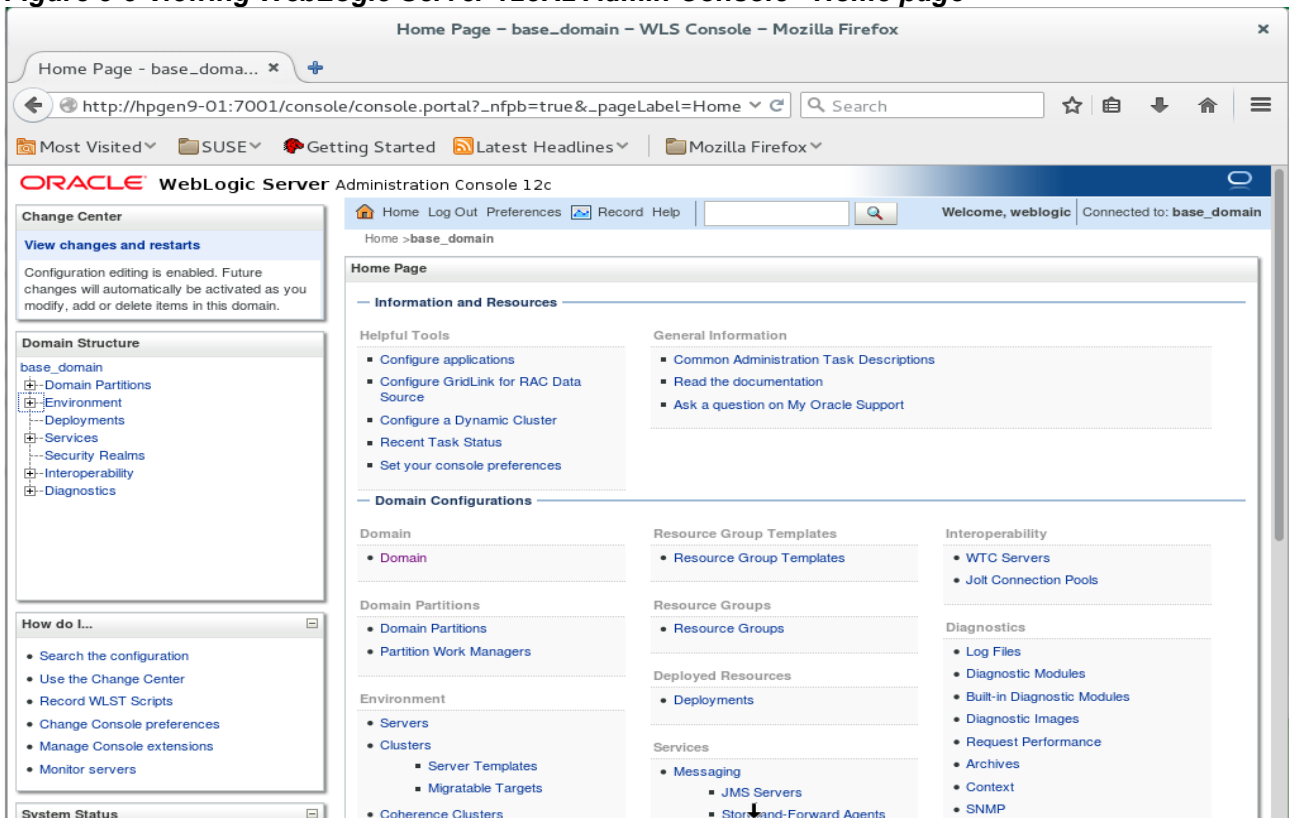 Home Page – base_domain – WLS Console – Mozilla Firefox
Home Page - base_doma...
http://hpgen9-01:7001/console/console.portal?_nfpb=true&_pageLabel=Home
Search
Most Visited
SUSE
Getting Started
Latest Headlines
Mozilla Firefox
ORACLE WebLogic Server Administration Console 12c
Change Center
View changes and restarts
Configuration editing is enabled. Future
changes will automatically be activated as you
modify, add or delete items in this domain.
Domain Structure
base_domain
Domain Partitions
Environment
Deployments
Services
Security Realms
Interoperability
Diagnostics
How do I...
Search the configuration
Use the Change Center
Record WLST Scripts
Change Console preferences
Manage Console extensions
Monitor servers
System Status
Home Log Out Preferences Record Help
Welcome, weblogic
Connected to: base_domain
Home >base_domain
Home Page
Information and Resources
Helpful Tools
Configure applications
Configure GridLink for RAC Data
Source
Configure a Dynamic Cluster
Recent Task Status
Set your console preferences
General Information
Common Administration Task Descriptions
Read the documentation
Ask a question on My Oracle Support
Domain Configurations
Domain
Domain
Domain Partitions
Domain Partitions
Partition Work Managers
Environment
Servers
Clusters
Server Templates
Migratable Targets
Coherence Clusters
Resource Group Templates
Resource Group Templates
Resource Groups
Resource Groups
Deployed Resources
Deployments
Services
Messaging
JMS Servers
Store-and-Forward Agents
Interoperability
WTC Servers
Jolt Connection Pools
Diagnostics
Log Files
Diagnostic Modules
Built-in Diagnostic Modules
Diagnostic Images
Request Performance
Archives
Context
SNMP